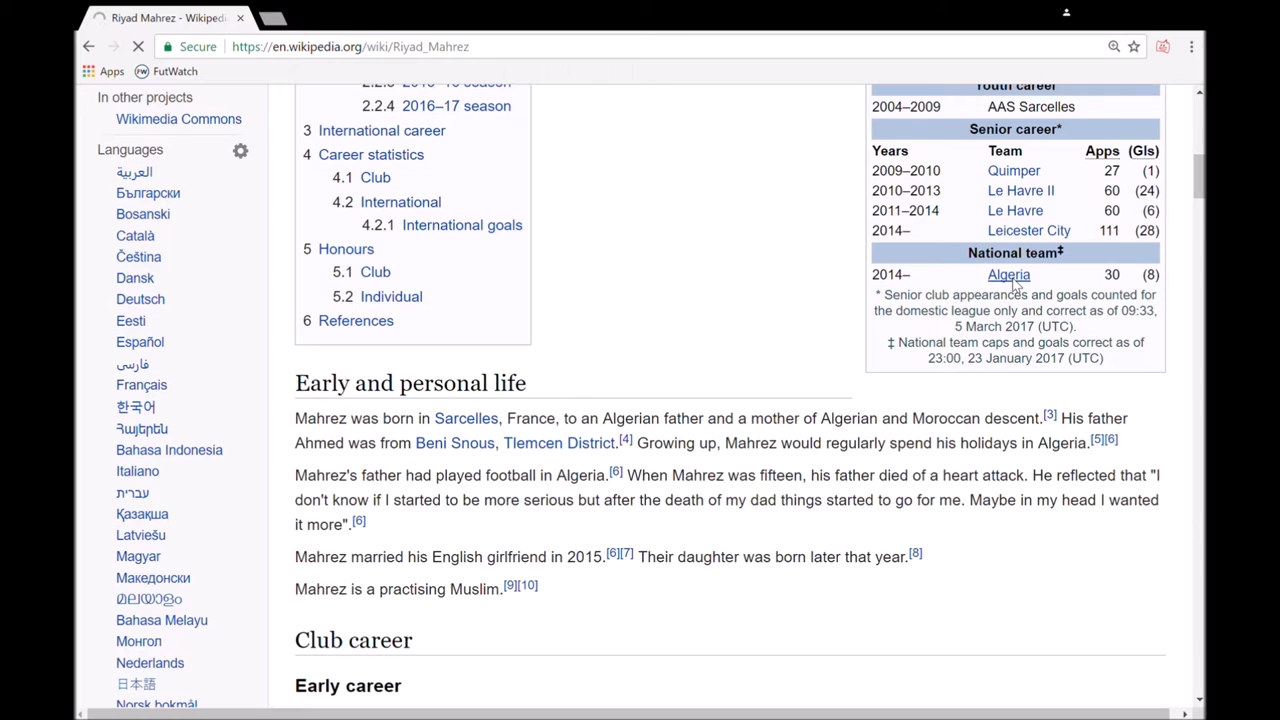 Riyad Mahrez - Wikipedi
Secure https://en.wikipedia.org/wiki/Riyad_Mahrez
Apps FutWatch
In other projects
Wikimedia Commons
Languages
العربية
Български
Bosanski
Català
Čeština
Dansk
Deutsch
Eesti
Español
فارسی
Français
한국어
Հայերեն
Bahasa Indonesia
Italiano
עברית
Қазақша
Latviešu
Magyar
Македонски
മലയാളം
Bahasa Melayu
Монгол
Nederlands
日本語
Norsk bokmål
2.2.4 2016–17 season
3 International career
4 Career statistics
4.1 Club
4.2 International
4.2.1 International goals
5 Honours
5.1 Club
5.2 Individual
6 References
Youth career
2004–2009 AAS Sarcelles
Senior career*
Years Team Apps (Gls)
2009–2010 Quimper 27 (1)
2010–2013 Le Havre II 60 (24)
2011–2014 Le Havre 60 (6)
2014– Leicester City 111 (28)
National team‡
2014– Algeria 30 (8)
* Senior club appearances and goals counted for
the domestic league only and correct as of 09:33,
5 March 2017 (UTC).
‡ National team caps and goals correct as of
23:00, 23 January 2017 (UTC)
Early and personal life
Mahrez was born in Sarcelles, France, to an Algerian father and a mother of Algerian and Moroccan descent.[3] His father
Ahmed was from Beni Snous, Tlemcen District.[4] Growing up, Mahrez would regularly spend his holidays in Algeria.[5][6]
Mahrez's father had played football in Algeria.[6] When Mahrez was fifteen, his father died of a heart attack. He reflected that "I
don't know if I started to be more serious but after the death of my dad things started to go for me. Maybe in my head I wanted
it more".[6]
Mahrez married his English girlfriend in 2015.[6][7] Their daughter was born later that year.[8]
Mahrez is a practising Muslim.[9][10]
Club career
Early career